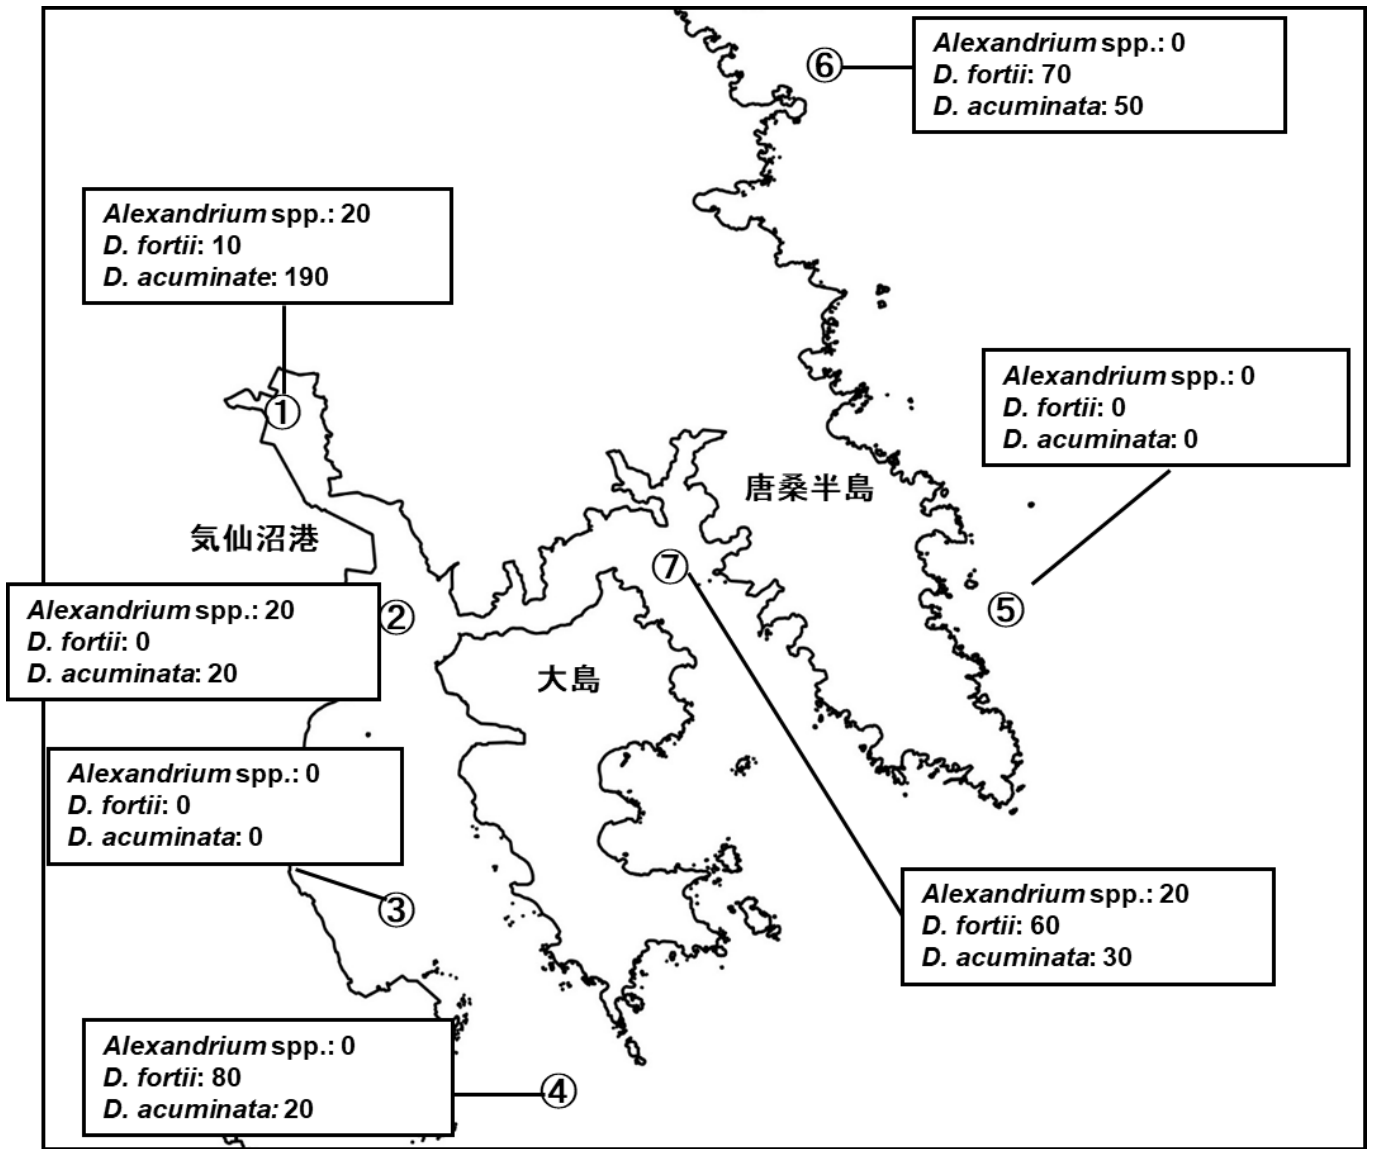 Alexandrium spp.: 0
D. fortii: 70
D. acuminata: 50
⑥
Alexandrium spp.: 20
D. fortii: 10
D. acuminate: 190
①
Alexandrium spp.: 0
D. fortii: 0
D. acuminata: 0
⑤
唐桑半島
気仙沼港
⑦
Alexandrium spp.: 20
D. fortii: 0
D. acuminata: 20
②
大島
Alexandrium spp.: 0
D. fortii: 0
D. acuminata: 0
③
Alexandrium spp.: 20
D. fortii: 60
D. acuminata: 30
Alexandrium spp.: 0
D. fortii: 80
D. acuminata: 20
④